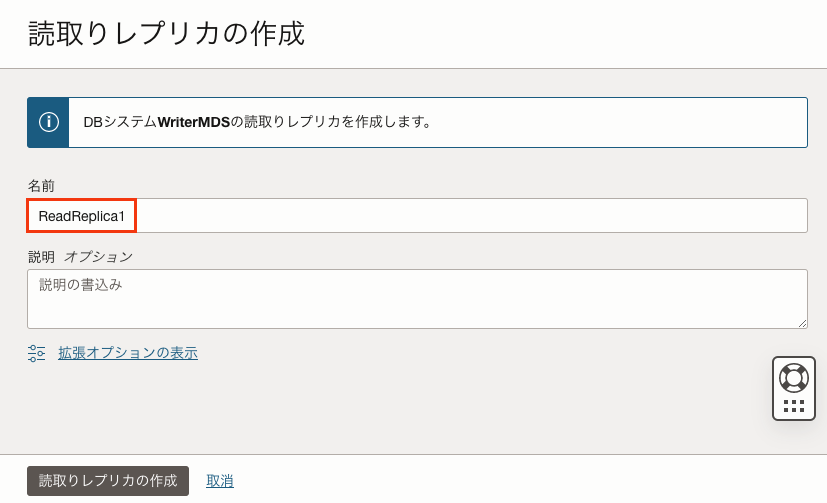 読取りレプリカの作成
DBシステムWriterMDSの読取りレプリカを作成します。
名前
ReadReplica1
説明 オプション
説明の書込み
拡張オプションの表示
読取りレプリカの作成 取消